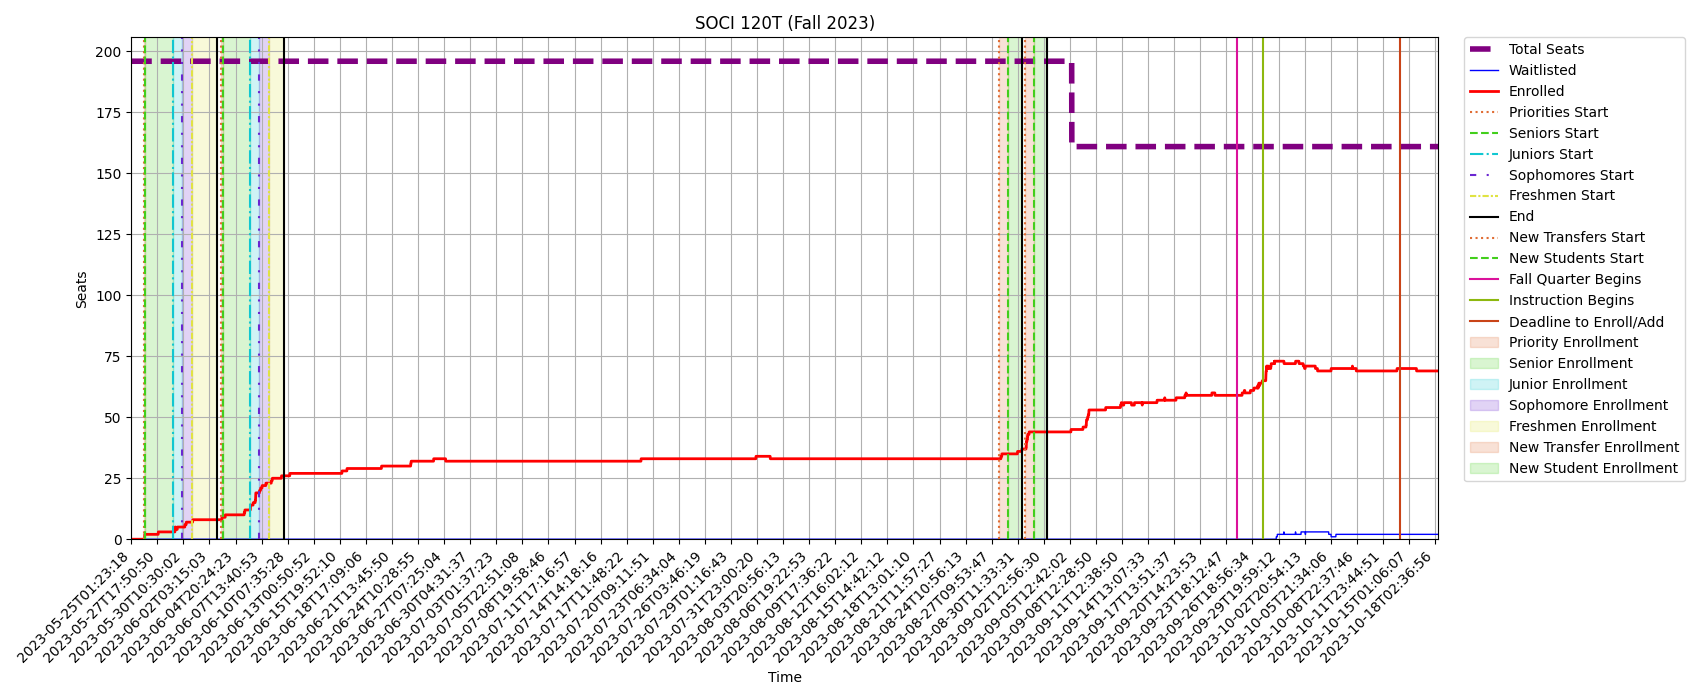 SOCI 120T (Fall 2023)
Seats
200
175
150
125
100
75
50
25
0
2023-05-25T01:23:18
2023-05-27T17:50:50
2023-05-30T10:30:02
2023-06-02T03:15:03
2023-06-04T20:24:23
2023-06-07T13:40:53
2023-06-10T07:35:28
2023-06-13T00:50:52
2023-06-15T19:52:10
2023-06-18T17:09:06
2023-06-21T13:45:50
2023-06-24T10:28:55
2023-06-27T07:25:04
2023-06-30T04:31:37
2023-07-03T01:37:23
2023-07-05T22:51:08
2023-07-08T19:58:46
2023-07-11T17:16:57
2023-07-14T14:18:16
2023-07-17T11:48:22
2023-07-20T09:11:51
2023-07-23T06:34:04
2023-07-26T03:46:19
2023-07-29T01:16:43
2023-07-31T23:00:20
2023-08-03T20:56:13
2023-08-06T19:22:53
2023-08-09T17:36:22
2023-08-12T16:02:12
2023-08-15T14:42:12
2023-08-18T13:01:10
2023-08-21T11:57:27
2023-08-24T10:56:13
2023-08-27T09:53:47
2023-08-30T11:33:31
2023-09-02T12:56:30
2023-09-05T12:42:02
2023-09-08T12:28:50
2023-09-11T12:38:50
2023-09-14T13:07:33
2023-09-17T13:51:37
2023-09-20T14:23:53
2023-09-23T18:12:47
2023-09-26T18:56:34
2023-09-29T19:59:12
2023-10-02T20:54:13
2023-10-05T21:34:06
2023-10-08T22:37:46
2023-10-11T23:44:51
2023-10-15T01:06:07
2023-10-18T02:36:56
Time
Total Seats
Waitlisted
Enrolled
Priorities Start
Seniors Start
Juniors Start
Sophomores Start
Freshmen Start
End
New Transfers Start
New Students Start
Fall Quarter Begins
Instruction Begins
Deadline to Enroll/Add
Priority Enrollment
Senior Enrollment
Junior Enrollment
Sophomore Enrollment
Freshmen Enrollment
New Transfer Enrollment
New Student Enrollment